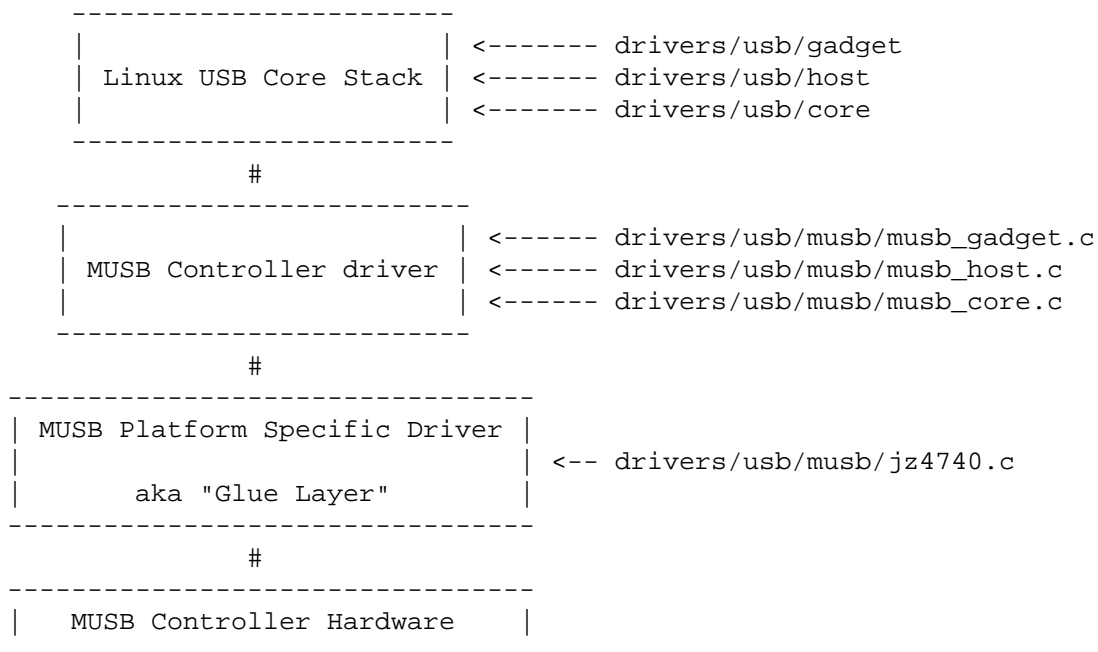 ------------------------
| | <------- drivers/usb/gadget
| Linux USB Core Stack | <------- drivers/usb/host
| | <------- drivers/usb/core
------------------------
#
--------------------------
| | <------ drivers/usb/musb/musb_gadget.c
| MUSB Controller driver | <------ drivers/usb/musb/musb_host.c
| | <------ drivers/usb/musb/musb_core.c
--------------------------
#
---------------------------------
| MUSB Platform Specific Driver |
| | <-- drivers/usb/musb/jz4740.c
| aka "Glue Layer" |
---------------------------------
#
---------------------------------
| MUSB Controller Hardware |